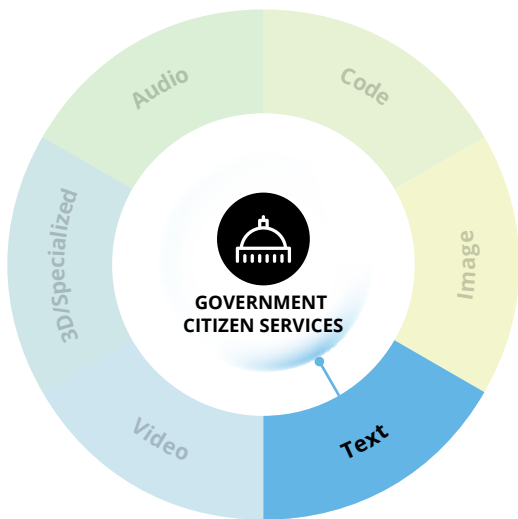 Audio
Code
3D/Specialized
Image
GOVERNMENT
CITIZEN SERVICES
Video
Text